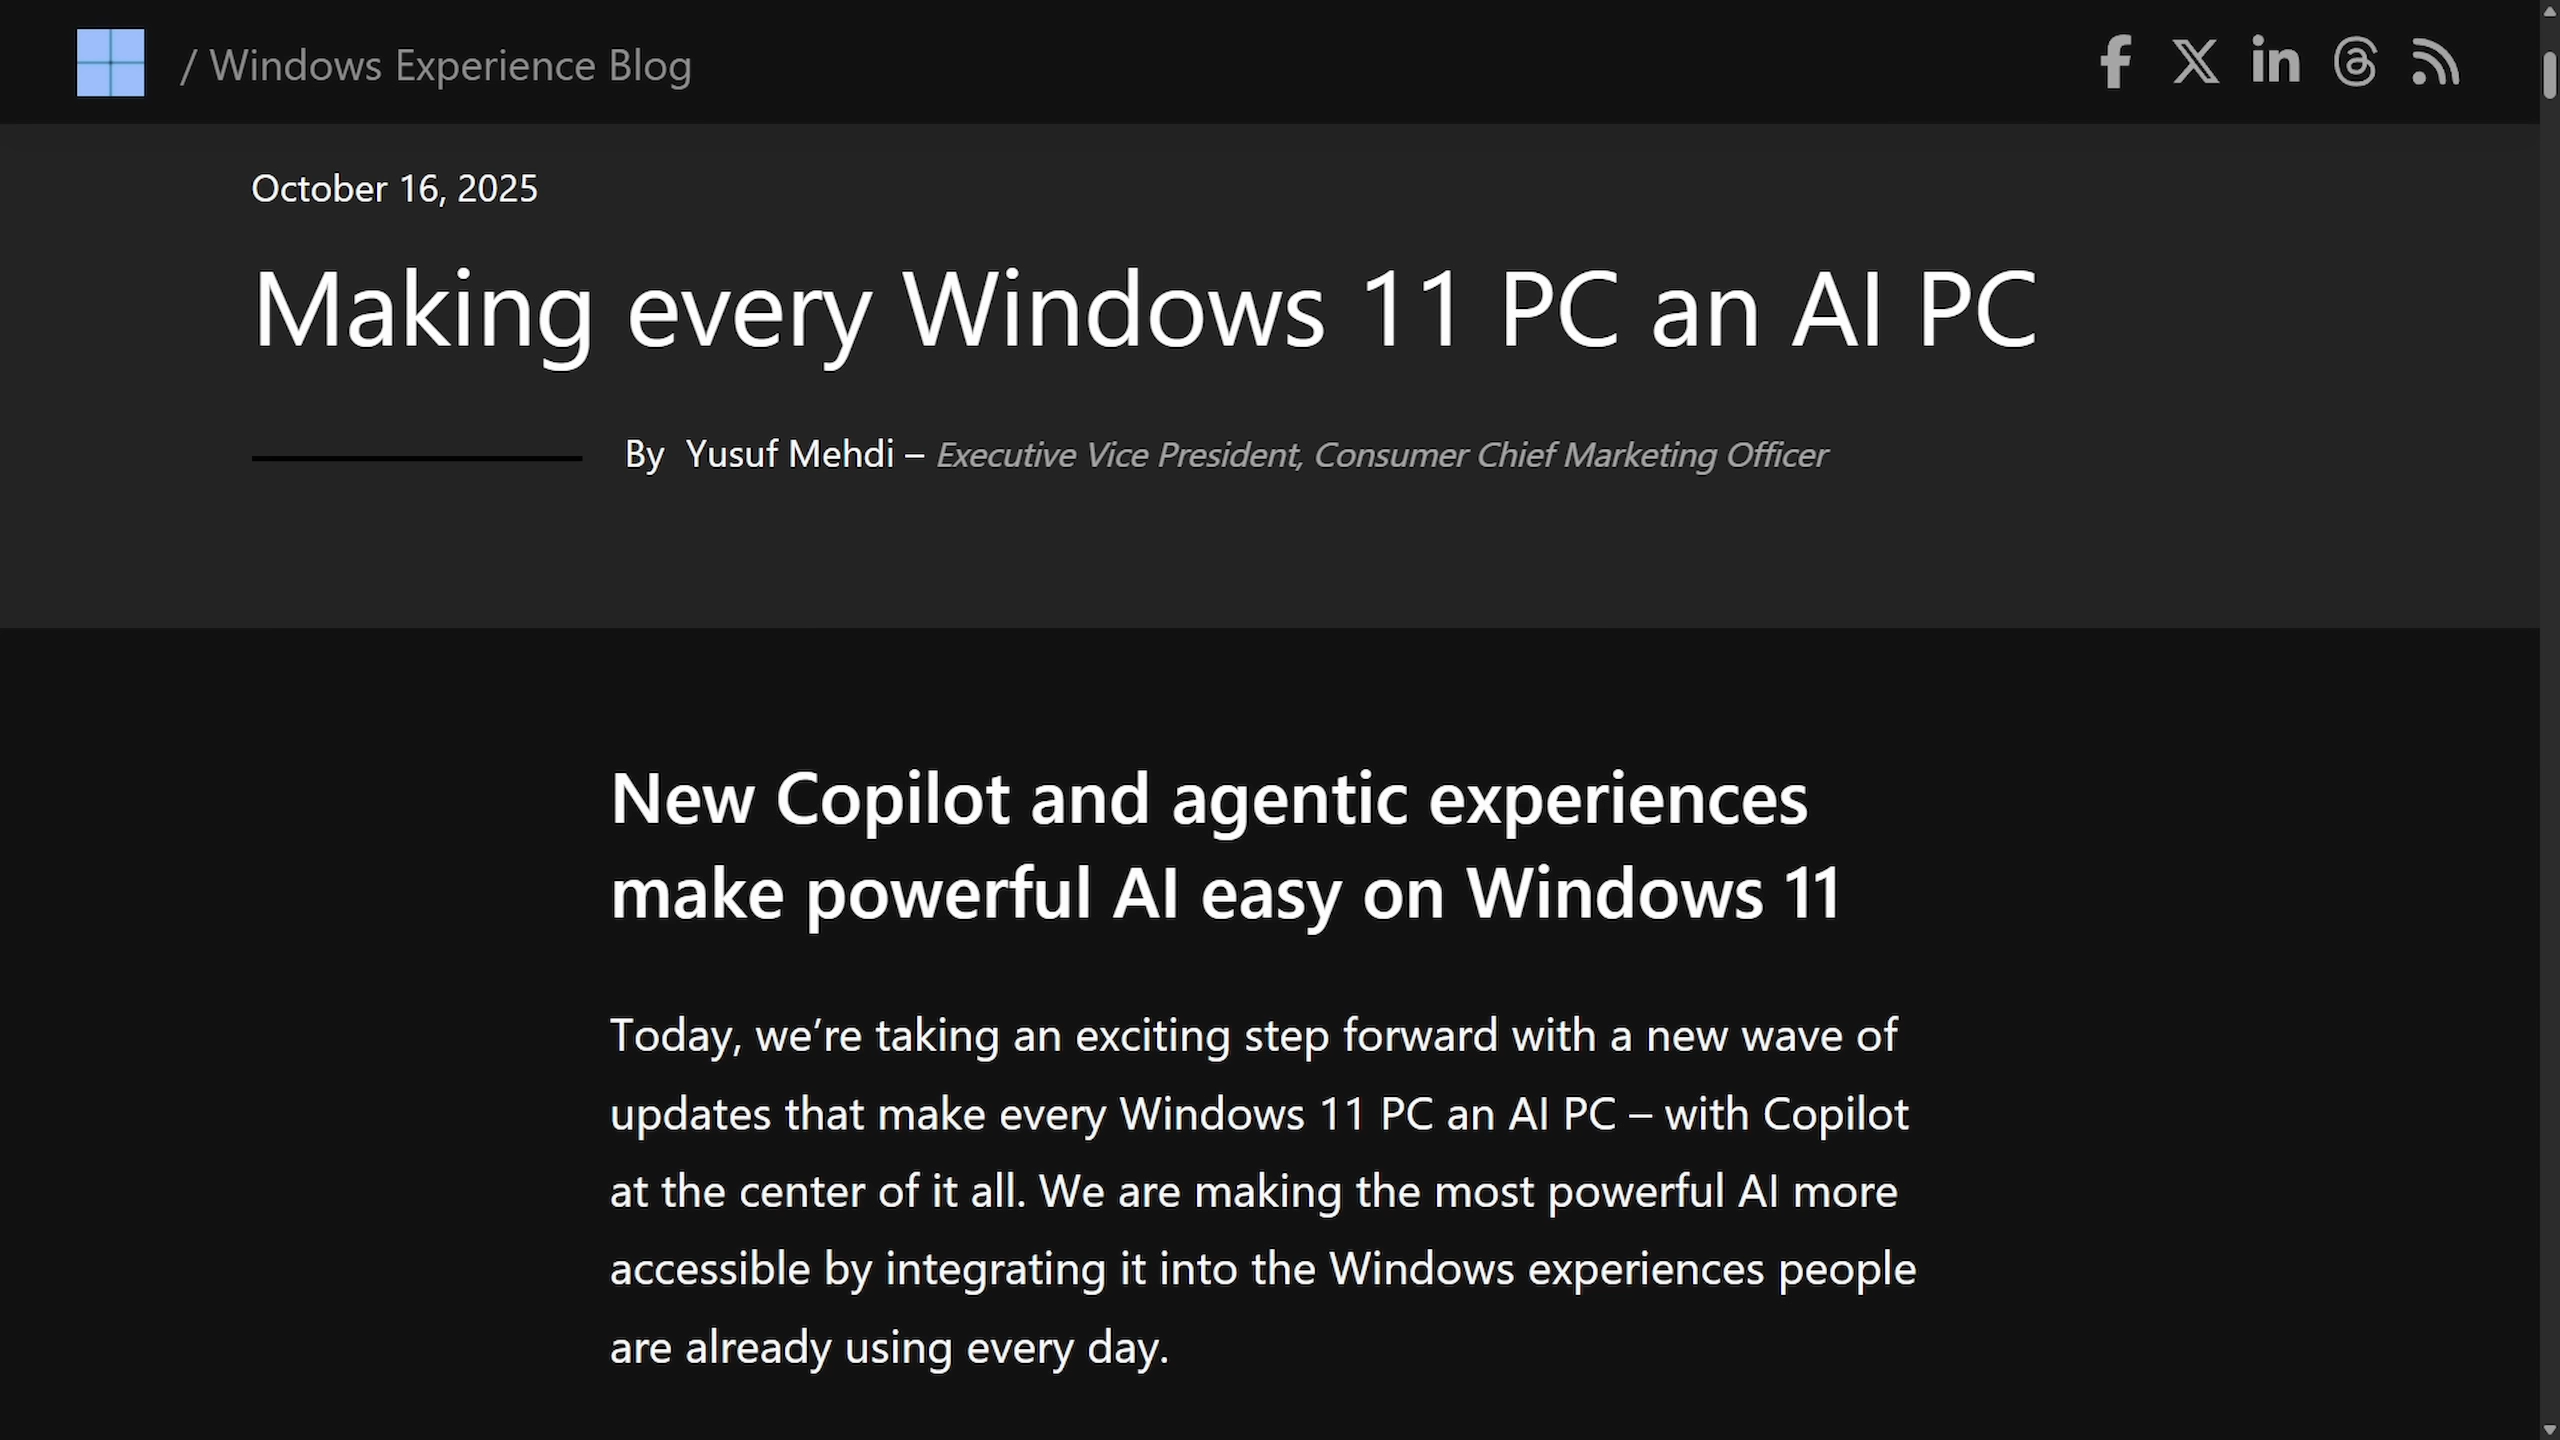 / Windows Experience Blog
October 16, 2025
Making every Windows 11 PC an AI PC
By Yusuf Mehdi – Executive Vice President, Consumer Chief Marketing Officer
New Copilot and agentic experiences
make powerful AI easy on Windows 11
Today, we’re taking an exciting step forward with a new wave of
updates that make every Windows 11 PC an AI PC – with Copilot
at the center of it all. We are making the most powerful AI more
accessible by integrating it into the Windows experiences people
are already using every day.